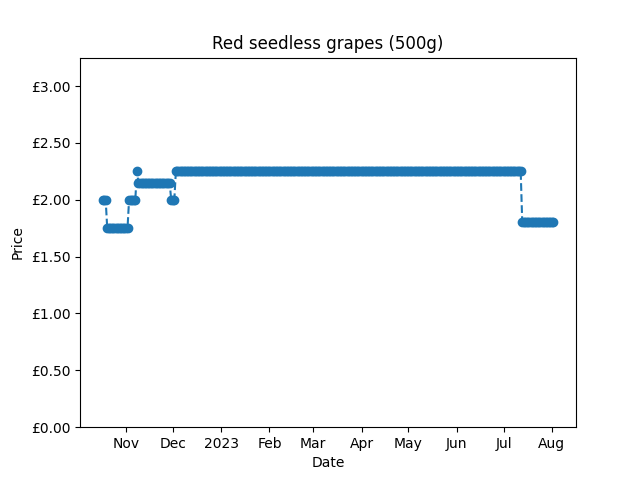 Red seedless grapes (500g)
£3.00
£2.50
£2.00
£1.50
£1.00
£0.50
£0.00
Price
Nov Dec 2023 Feb Mar Apr May Jun Jul Aug
Date